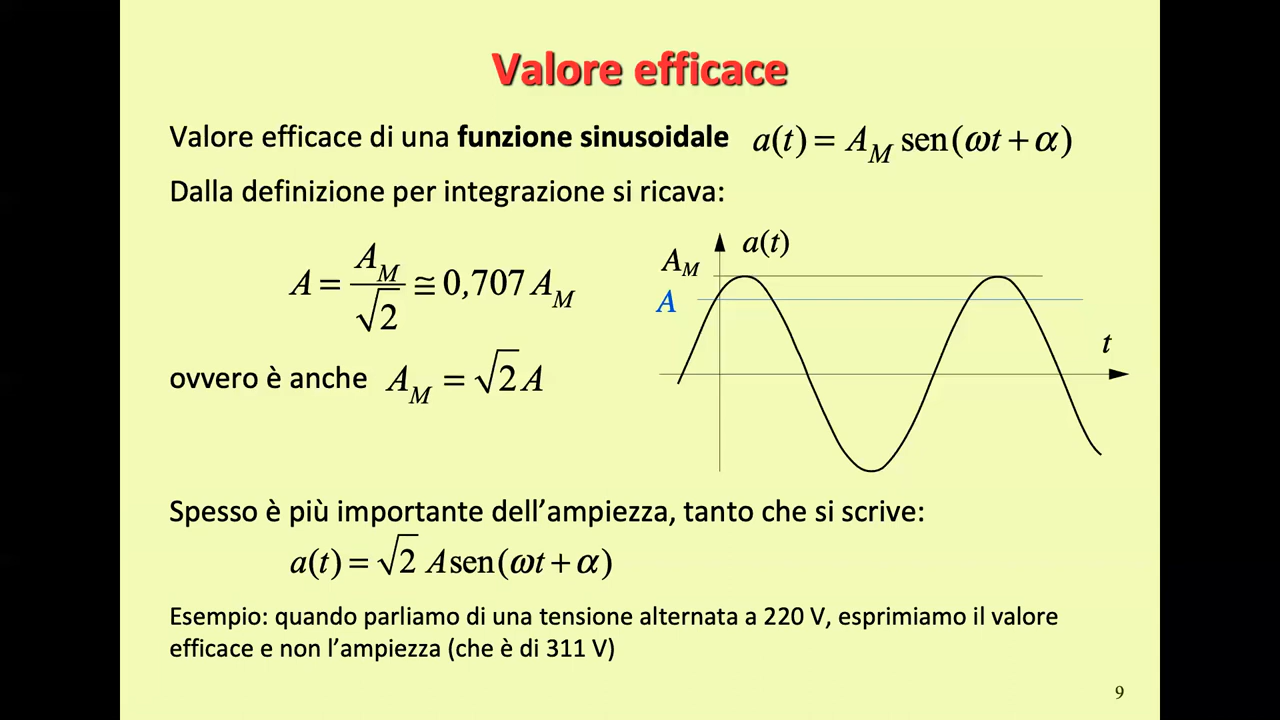 Valore efficace
Valore efficace di una funzione sinusoidale a(t) = A_M sen(ωt + α)
Dalla definizione per integrazione si ricava:
A = A_M / √2 ≅ 0,707 A_M
ovvero è anche A_M = √2 A
a(t)
A_M
A
t
Spesso è più importante dell’ampiezza, tanto che si scrive:
a(t) = √2 A sen(ωt + α)
Esempio: quando parliamo di una tensione alternata a 220 V, esprimiamo il valore
efficace e non l’ampiezza (che è di 311 V)
9